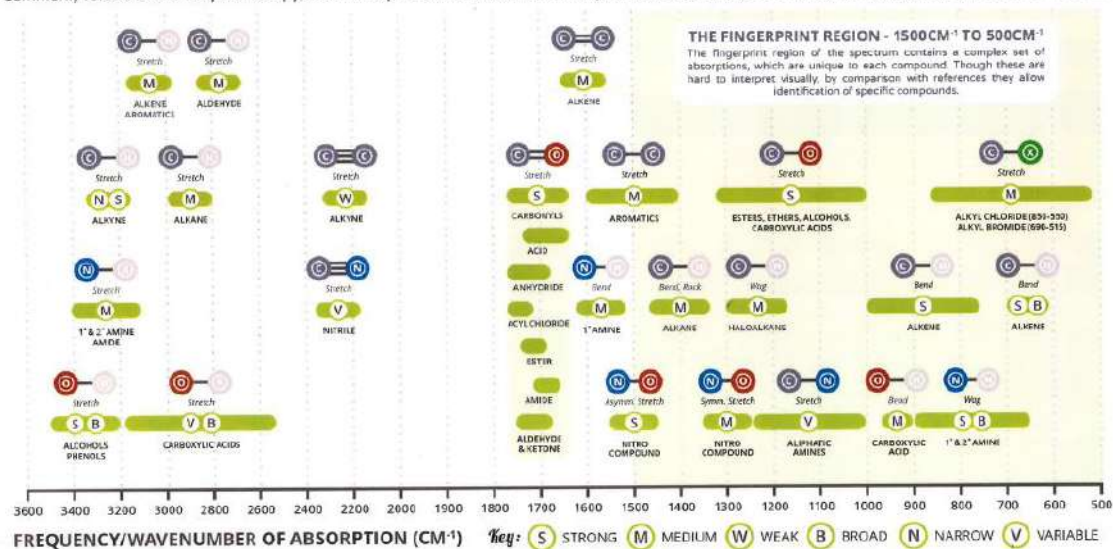 THE FINGERPRINT REGION - 1500CM⁻¹ TO 500CM⁻¹
The fingerprint region of the spectrum contains a complex set of
absorptions, which are unique to each compound. Though these are
hard to interpret visually, by comparison with references they allow
identification of specific compounds.
C C C C
Stretch Stretch Stretch
M M M
ALKENE ALDEHYDE ALKENE
AROMATICS
C C C C C O C C C O C X
Stretch Stretch Stretch Stretch Stretch Stretch Stretch
N S M W S M S M
ALKYNE ALKANE ALKYNE CARBONYLS AROMATICS ESTERS, ETHERS, ALCOHOLS, ALKYL CHLORIDE (850-550)
CARBOXYLIC ACIDS ALKYL BROMIDE (690-515)
ACID
N C N N C C C C
Stretch Stretch Bend Bend, Rock Wag Bend Bend
ANHYDRIDE
M V M M M S S B
1° & 2° AMINE NITRILE ACYL CHLORIDE 1° AMINE ALKANE HALOALKANE ALKENE ALKENE
AMIDE
ESTER
O O N O N O C N O N
Stretch Stretch Asymm. Stretch Symm. Stretch Stretch Bend Wag
AMIDE
S B V B S M V M S B
ALCOHOLS CARBOXYLIC ACIDS ALDEHYDE NITRO NITRO ALIPHATIC CARBOXYLIC 1° & 2° AMINE
PHENOLS & KETONE COMPOUND COMPOUND AMINES ACID
3600 3400 3200 3000 2800 2600 2400 2200 2000 1900 1800 1700 1600 1500 1400 1300 1200 1100 1000 900 800 700 600 500
FREQUENCY/WAVENUMBER OF ABSORPTION (CM⁻¹) Key: S STRONG M MEDIUM W WEAK B BROAD N NARROW V VARIABLE